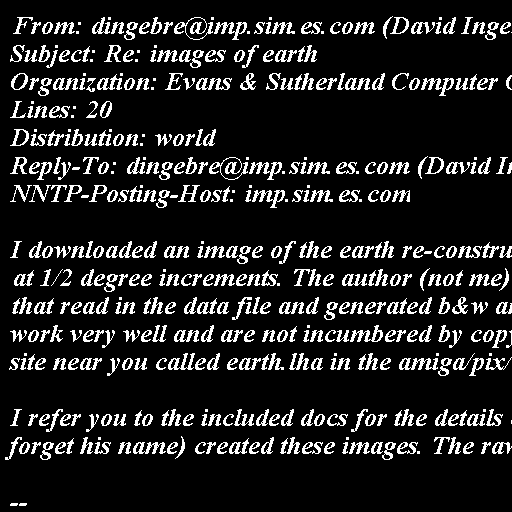 From: dingebre@imp.sim.es.com (David Inge
Subject: Re: images of earth
Organization: Evans & Sutherland Computer
Lines: 20
Distribution: world
Reply-To: dingebre@imp.sim.es.com (David
NNTP-Posting-Host: imp.sim.es.com
I downloaded an image of the earth re-constru
at 1/2 degree increments. The author (not me)
that read in the data file and generated b&w
work very well and are not incumbered by copy
site near you called earth.lha in the amiga/pix/
I refer you to the included docs for the details
forget his name) created these images. The raw
--